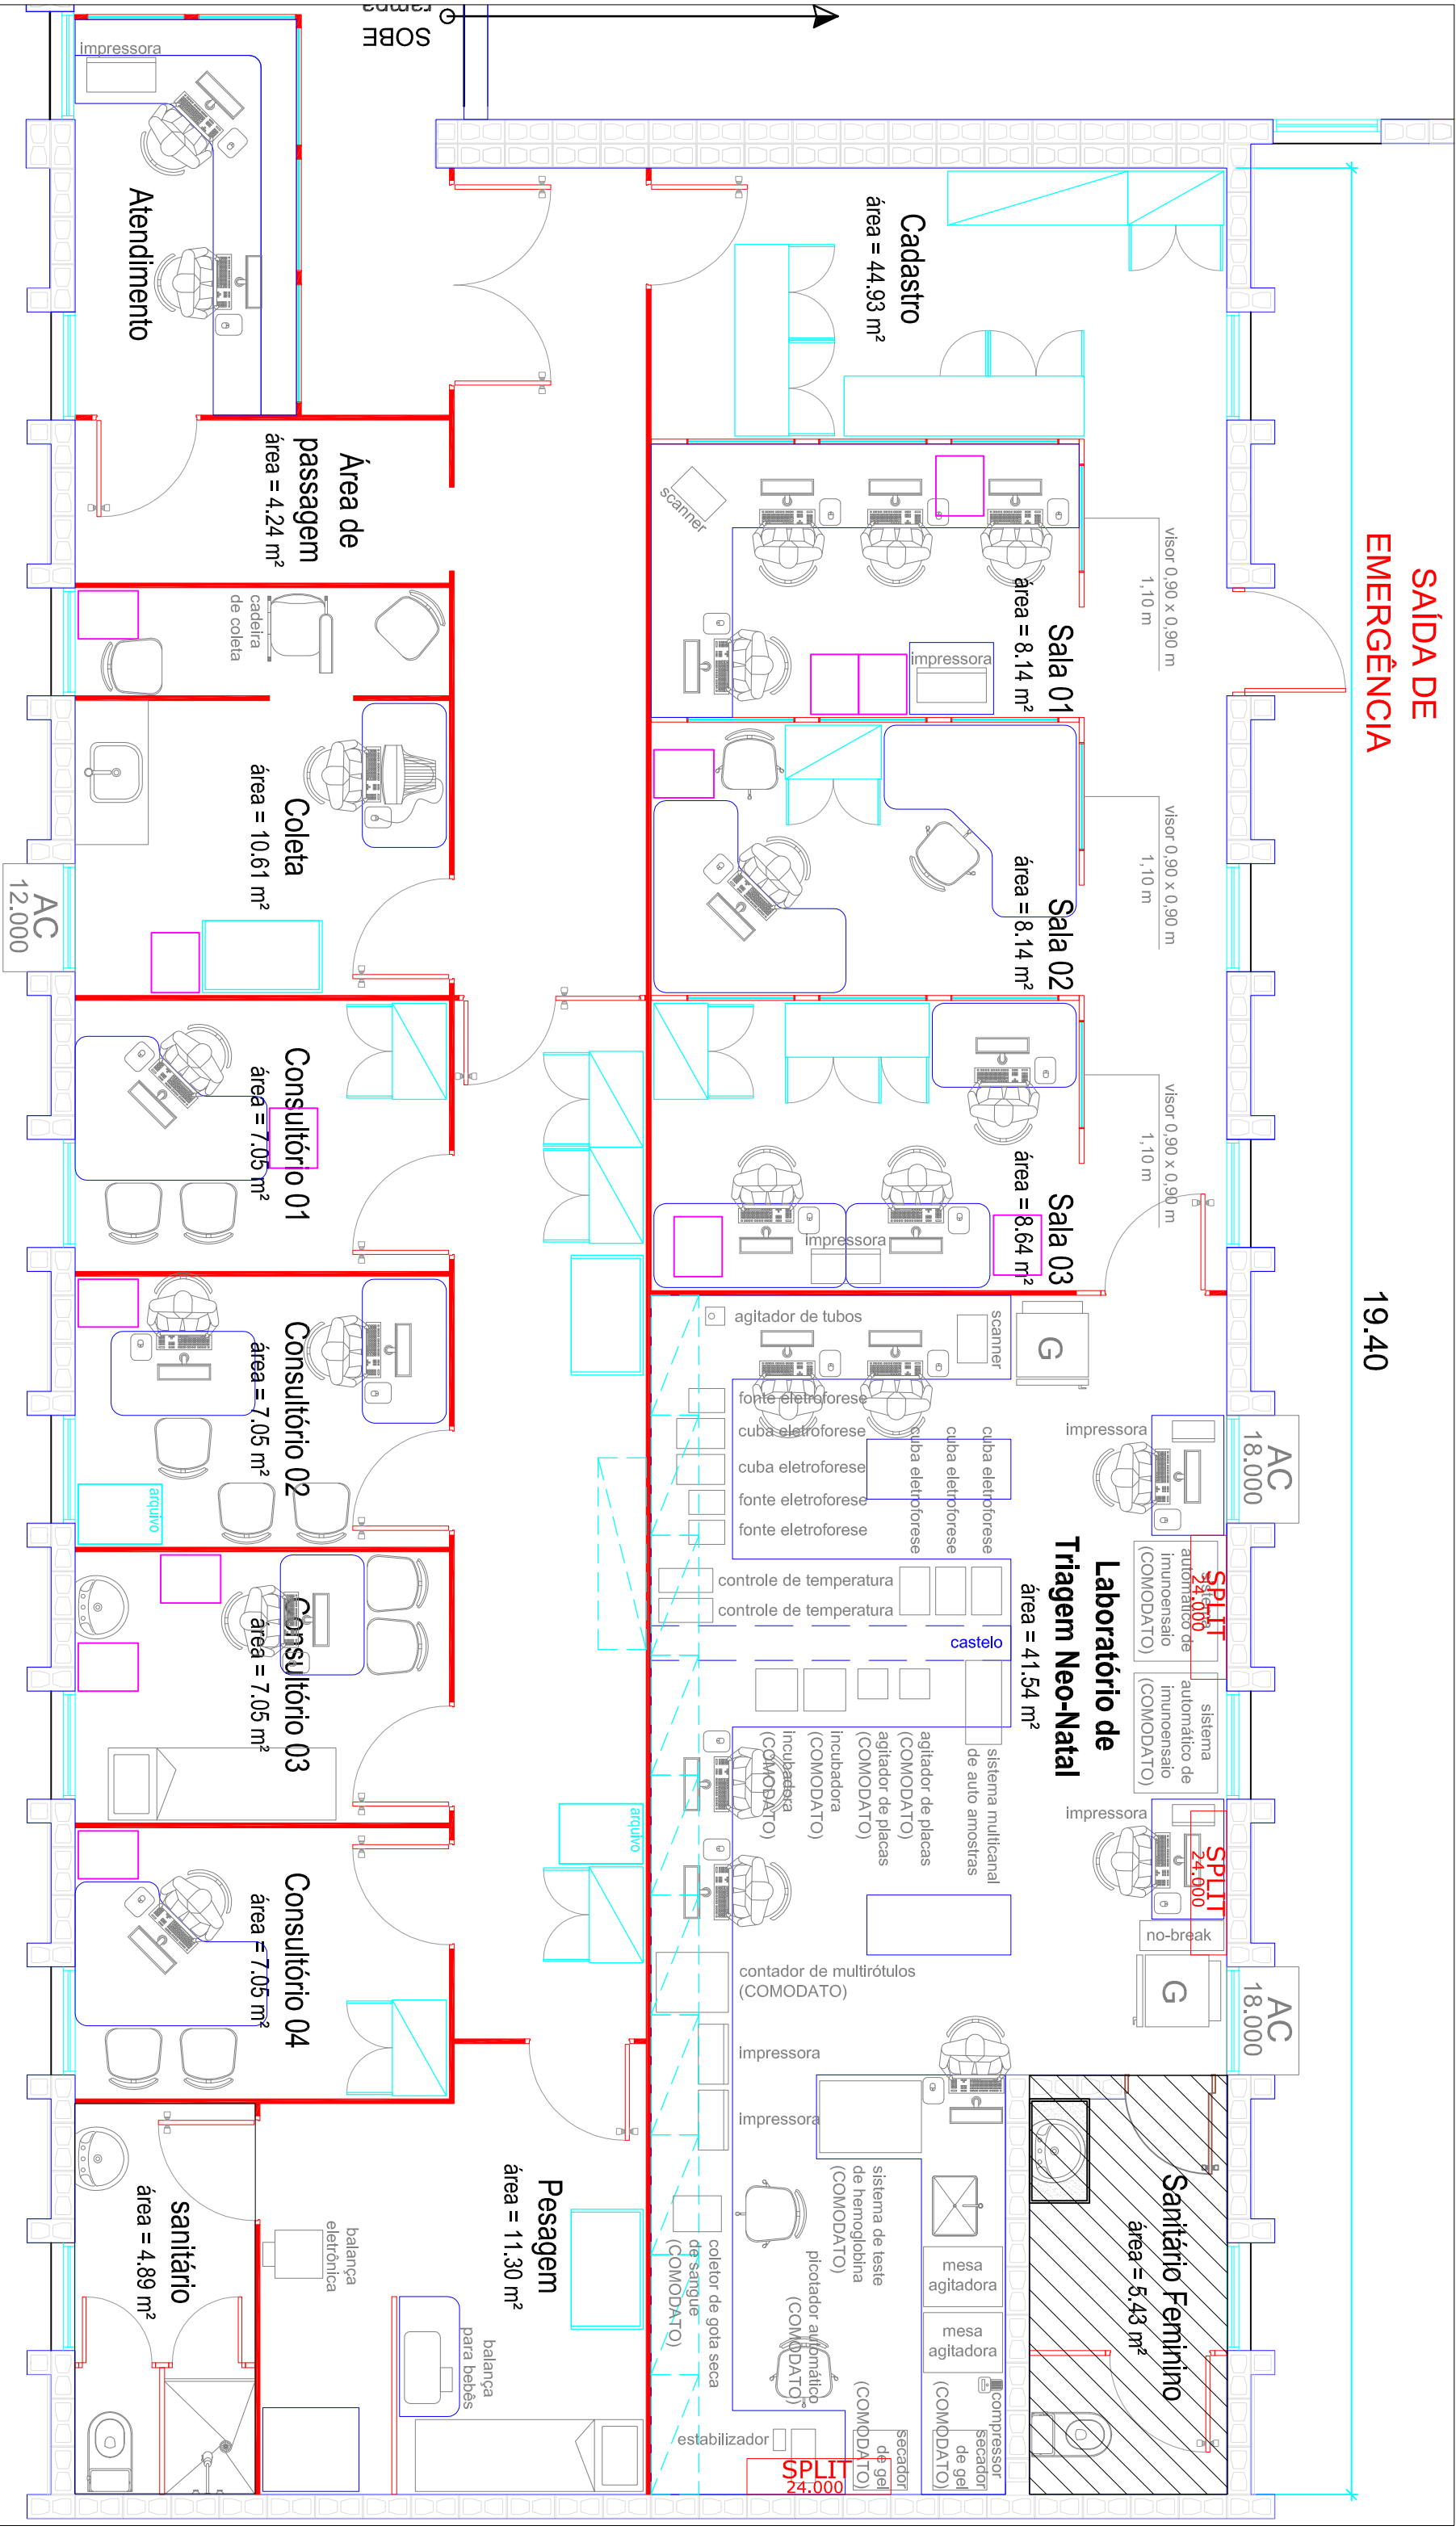 SAÍDA DE
EMERGÊNCIA
19.40
SOBE
rampa
impressora
Atendimento
Área de
passagem
área = 4.24 m²
Cadastro
área = 44.93 m²
visor 0,90 x 0,90 m
1,10 m
scanner
Sala 01
área = 8.14 m²
impressora
visor 0,90 x 0,90 m
1,10 m
Sala 02
área = 8.14 m²
visor 0,90 x 0,90 m
1,10 m
Sala 03
área = 8.64 m²
impressora
cadeira
de coleta
Coleta
área = 10.61 m²
AC
12.000
Consultório 01
área = 7.05 m²
Consultório 02
área = 7.05 m²
arquivo
Consultório 03
área = 7.05 m²
Consultório 04
área = 7.05 m²
arquivo
agitador de tubos
scanner
G
fonte eletroforese
cuba eletroforese
cuba eletroforese
fonte eletroforese
fonte eletroforese
cuba eletroforese
cuba eletroforese
cuba eletroforese
controle de temperatura
controle de temperatura
castelo
Laboratório de
Triagem Neo-Natal
área = 41.54 m²
impressora
AC
18.000
SPLIT
24.000
sistema
automático de
imunoensaio
(COMODATO)
sistema
automático de
imunoensaio
(COMODATO)
impressora
SPLIT
24.000
no-break
G
AC
18.000
sistema multicanal
de auto amostras
agitador de placas
(COMODATO)
agitador de placas
(COMODATO)
incubadora
(COMODATO)
incubadora
(COMODATO)
contador de multirótulos
(COMODATO)
impressora
impressora
sistema de teste
de hemoglobina
(COMODATO)
picotador automático
(COMODATO)
coletor de gota seca
de sangue
(COMODATO)
mesa
agitadora
mesa
agitadora
compressor
secador
de gel
(COMODATO)
secador
de gel
(COMODATO)
estabilizador
SPLIT
24.000
Sanitário Feminino
área = 5.43 m²
Pesagem
área = 11.30 m²
balança
eletrônica
balança
para bebês
sanitário
área = 4.89 m²